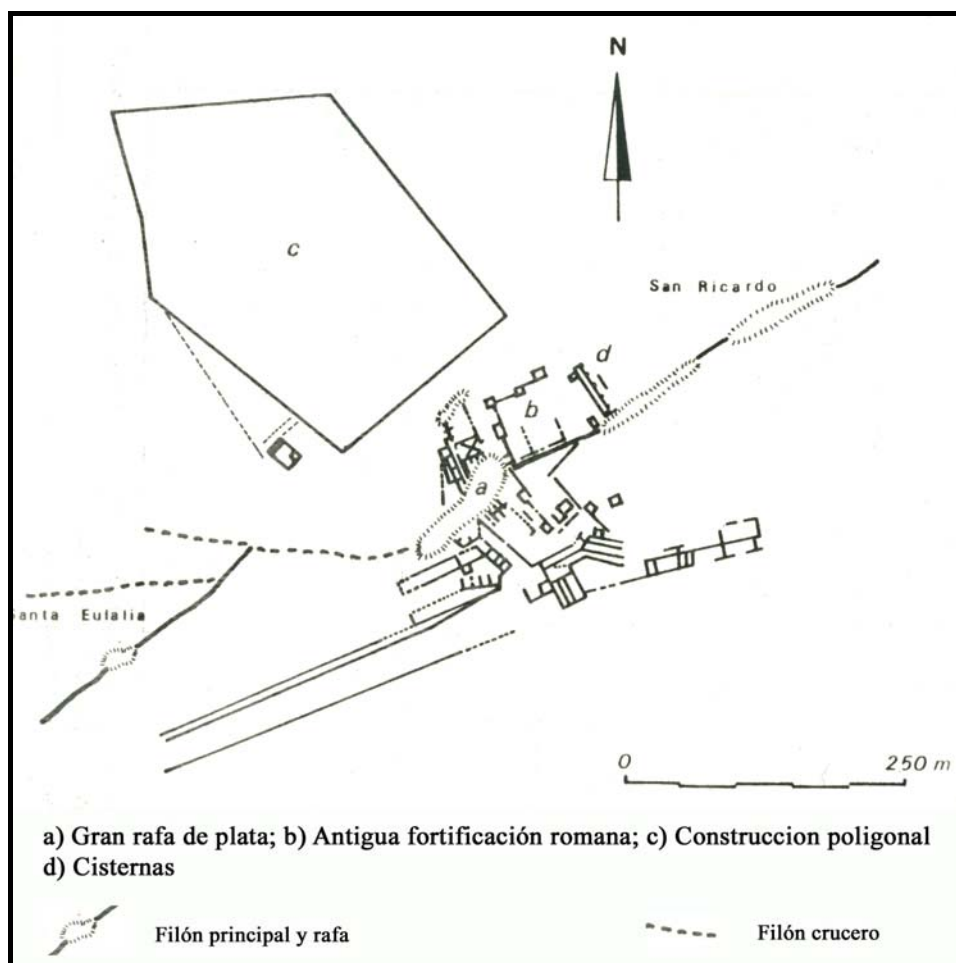 N
c
San Ricardo
d
b
a
Santa Eulalia
0 250 m
a) Gran rafa de plata; b) Antigua fortificación romana; c) Construccion poligonal
d) Cisternas
Filón principal y rafa
Filón crucero